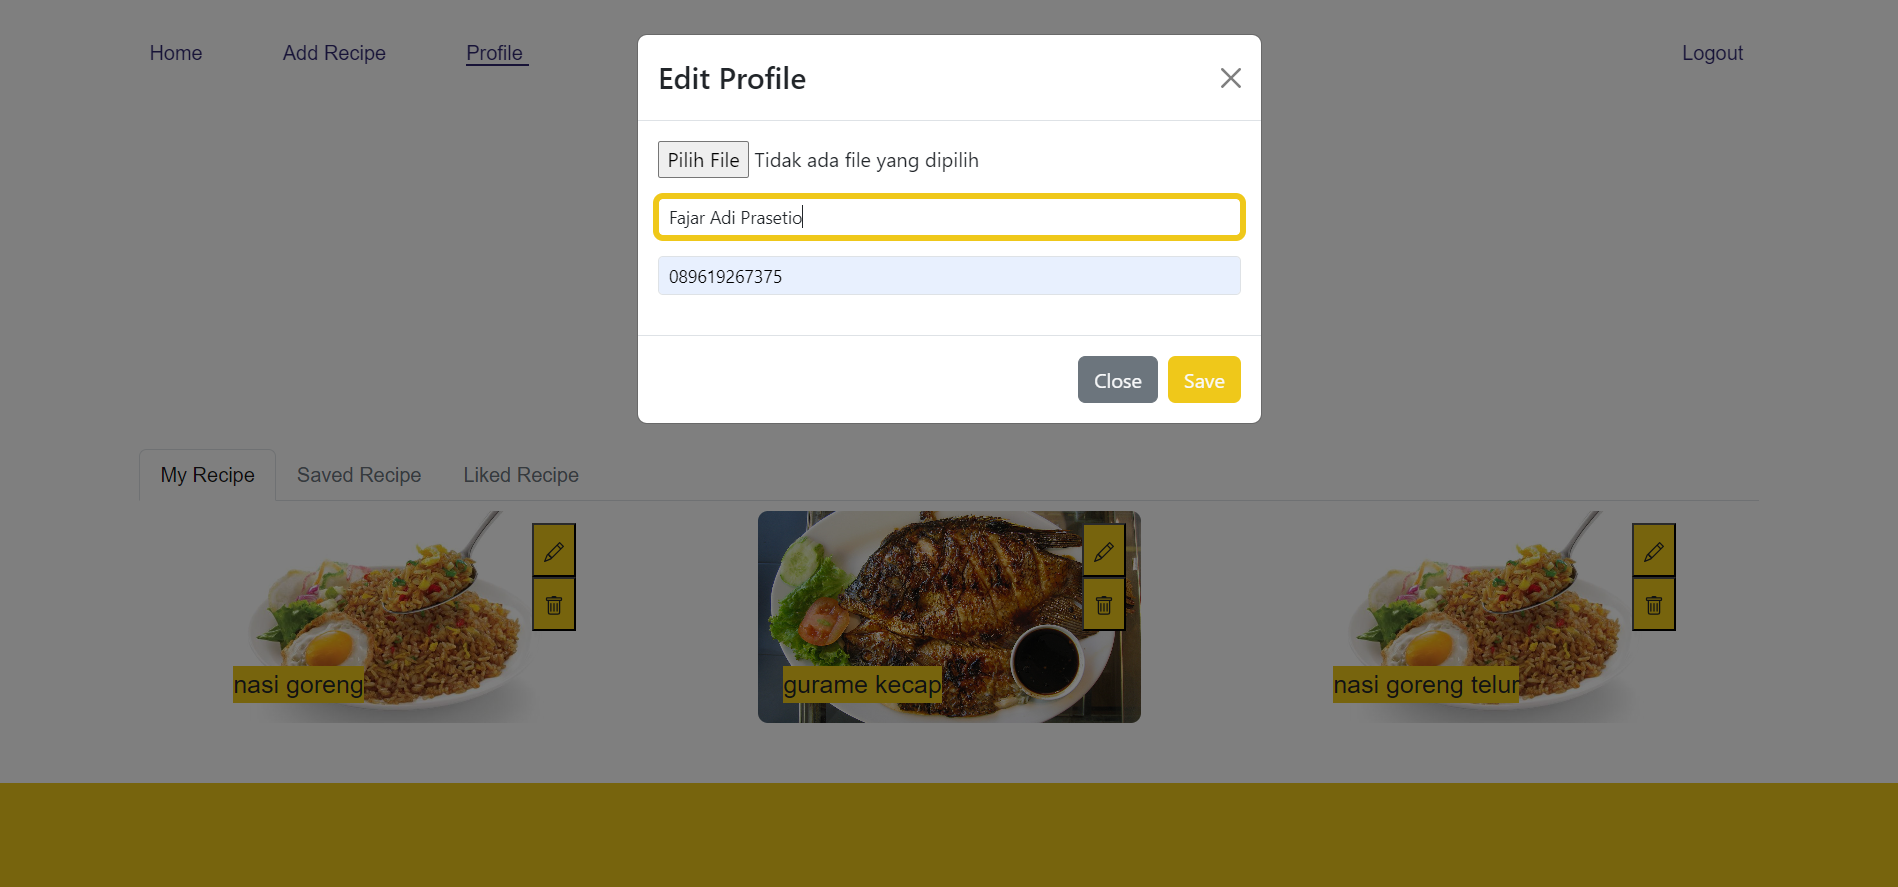 Home Add Recipe Profile Logout
Edit Profile
Pilih File Tidak ada file yang dipilih
Fajar Adi Prasetio
089619267375
Close Save
My Recipe Saved Recipe Liked Recipe
nasi goreng gurame kecap nasi goreng telur